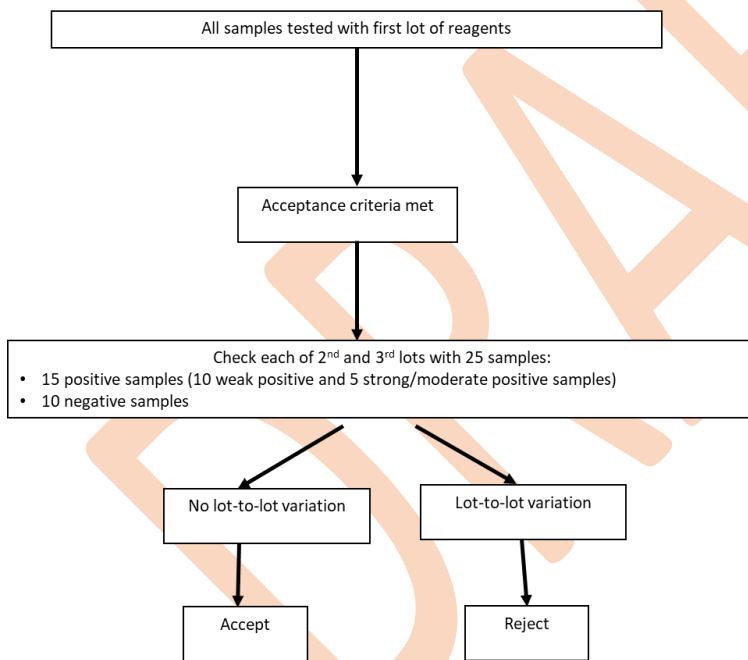 All samples tested with first lot of reagents
Acceptance criteria met
Check each of 2nd and 3rd lots with 25 samples:
• 15 positive samples (10 weak positive and 5 strong/moderate positive samples)
• 10 negative samples
No lot-to-lot variation
Lot-to-lot variation
Accept
Reject
DRAF